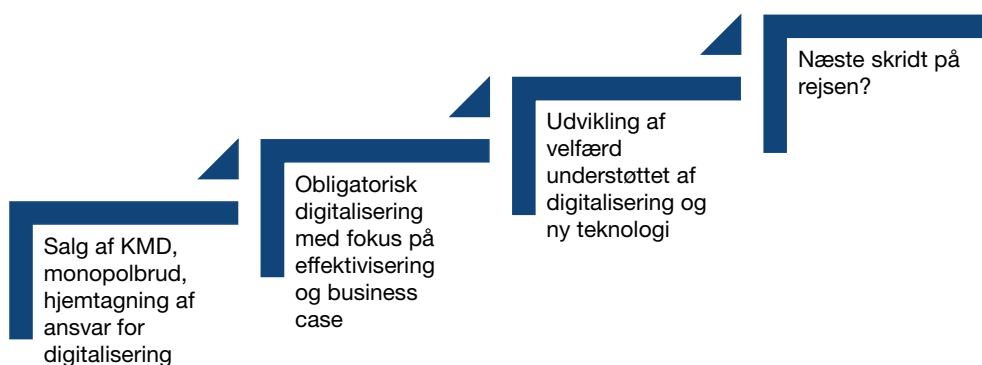 Salg af KMD,
monopolbrud,
hjemtagning af
ansvar for
digitalisering
Obligatorisk
digitalisering
med fokus på
effektivisering
og business
case
Udvikling af
velfærd
understøttet af
digitalisering og
ny teknologi
Næste skridt på
rejsen?